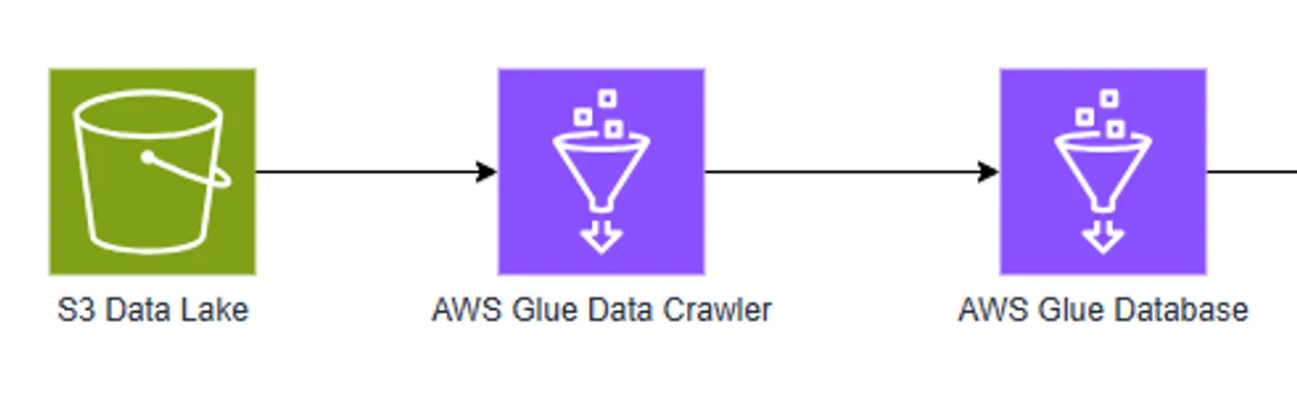 S3 Data Lake
AWS Glue Data Crawler
AWS Glue Database